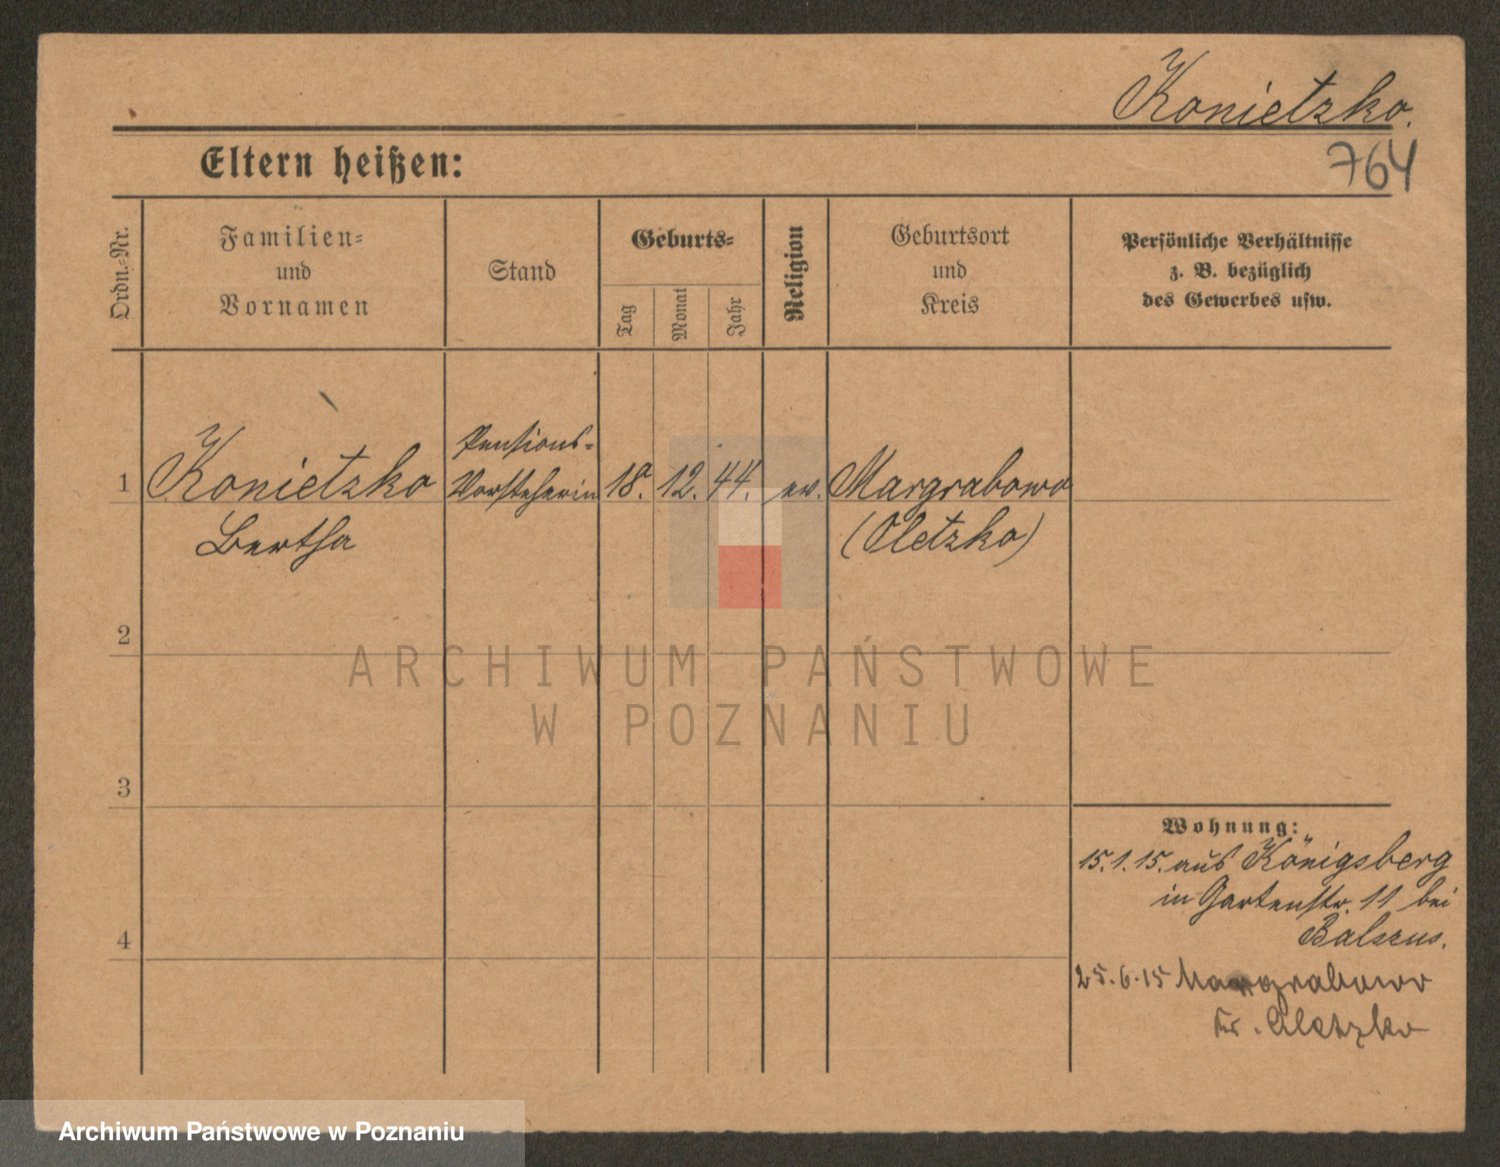 Konietzko.
764
Eltern heißen:
Ordn.-Nr.
Familien-
und
Vornamen
Stand
Geburts-
Tag
Monat
Jahr
Religion
Geburtsort
und
Kreis
Persönliche Verhältnisse
z. B. bezüglich
des Gewerbes usw.
1
Konietzko
Bertha
Pensions-
Vorsteherin
18.
12.
44.
ev.
Margrabowo
(Oletzko)
2
3
4
Wohnung:
15.1.15. aus Königsberg
in Gartenstr. 11 bei
Balszus.
25.6.15 Margrabowo
Kr. Oletzko
ARCHIWUM PAŃSTWOWE
W POZNANIU
Archiwum Państwowe w Poznaniu